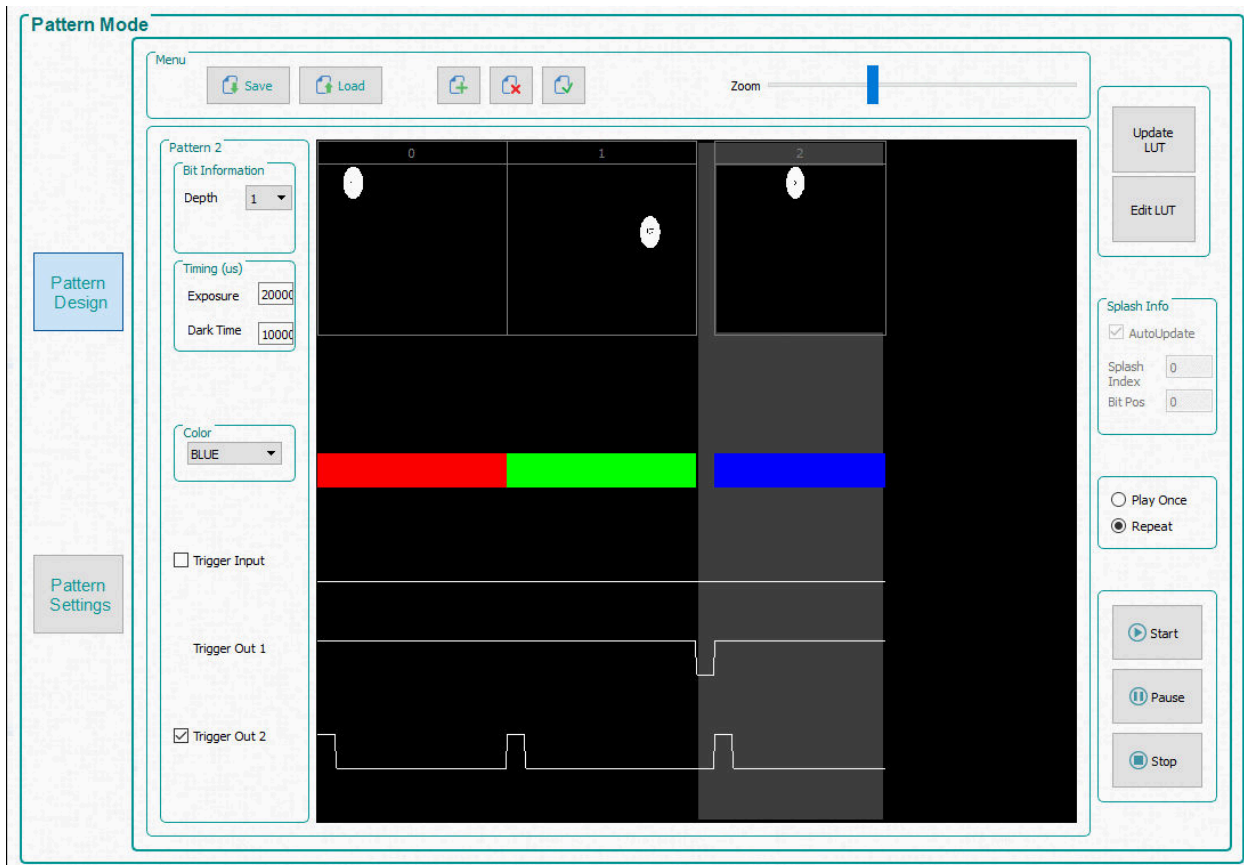 Pattern Mode
Menu
Save
Load
Zoom
Update
LUT
Edit LUT
Pattern
Design
Pattern
Settings
Pattern 2
Bit Information
Depth 1
Timing (us)
Exposure 20000
Dark Time 10000
Color
BLUE
Trigger Input
Trigger Out 1
Trigger Out 2
0 1 2
Splash Info
AutoUpdate
Splash
Index 0
Bit Pos 0
Play Once
Repeat
Start
Pause
Stop